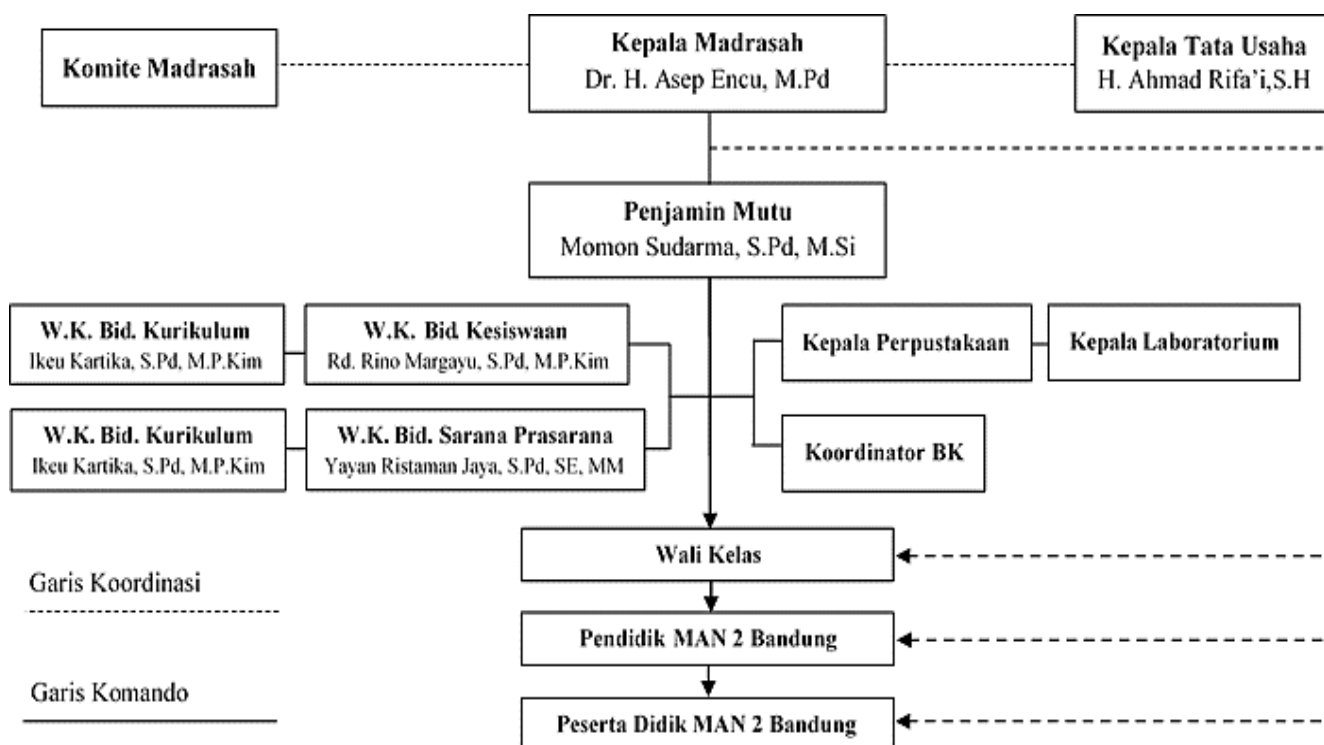 Komite Madrasah
Kepala Madrasah
Dr. H. Asep Encu, M.Pd
Kepala Tata Usaha
H. Ahmad Rifa'i,S.H
Penjamin Mutu
Momon Sudarma, S.Pd, M.Si
W.K. Bid. Kurikulum
Ikeu Kartika, S.Pd, M.P.Kim
W.K. Bid. Kesiswaan
Rd. Rino Margayu, S.Pd, M.P.Kim
Kepala Perpustakaan
Kepala Laboratorium
W.K. Bid. Kurikulum
Ikeu Kartika, S.Pd, M.P.Kim
W.K. Bid. Sarana Prasarana
Yayan Ristaman Jaya, S.Pd, SE, MM
Koordinator BK
Wali Kelas
Garis Koordinasi
Pendidik MAN 2 Bandung
Garis Komando
Peserta Didik MAN 2 Bandung